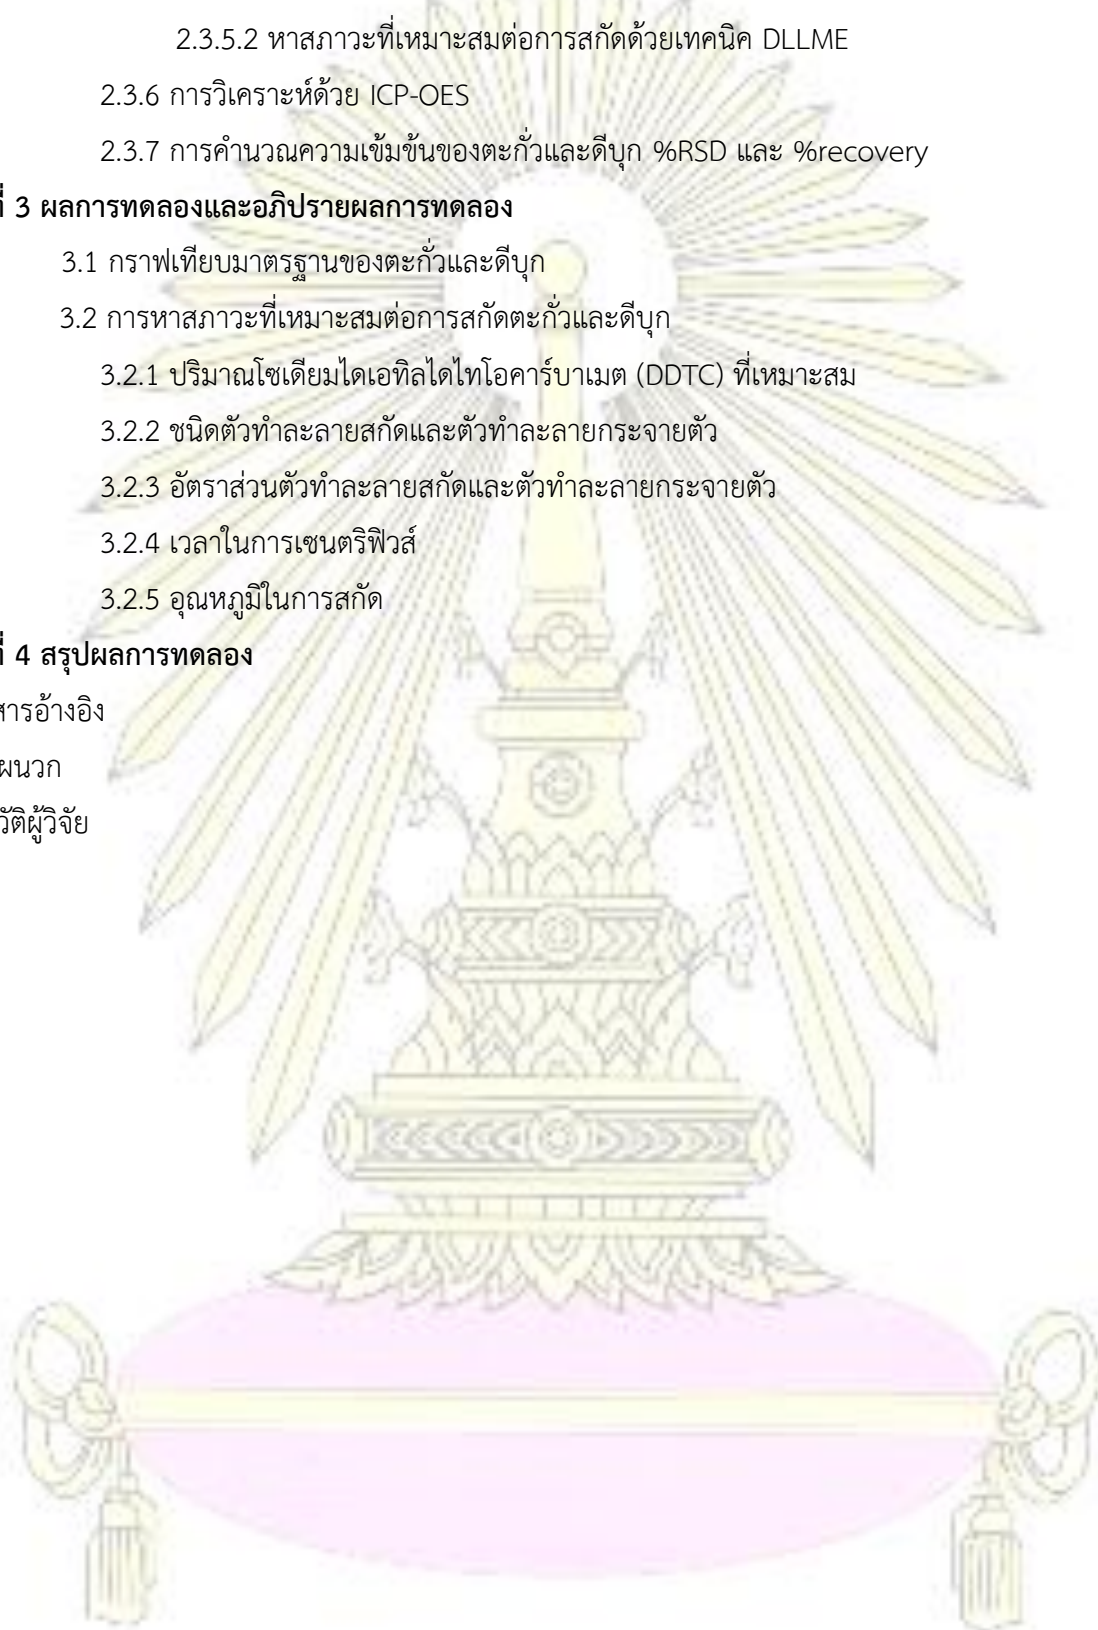 2.3.5.2 หาสภาวะที่เหมาะสมต่อการสกัดด้วยเทคนิค DLLME
2.3.6 การวิเคราะห์ด้วย ICP-OES
2.3.7 การคำนวณความเข้มข้นของตะกั่วและดีบุก %RSD และ %recovery
ที่ 3 ผลการทดลองและอภิปรายผลการทดลอง
3.1 กราฟเทียบมาตรฐานของตะกั่วและดีบุก
3.2 การหาสภาวะที่เหมาะสมต่อการสกัดตะกั่วและดีบุก
3.2.1 ปริมาณโซเดียมไดเอทิลไดไทโอคาร์บาเมต (DDTC) ที่เหมาะสม
3.2.2 ชนิดตัวทำละลายสกัดและตัวทำละลายกระจายตัว
3.2.3 อัตราส่วนตัวทำละลายสกัดและตัวทำละลายกระจายตัว
3.2.4 เวลาในการเซนตริฟิวส์
3.2.5 อุณหภูมิในการสกัด
ที่ 4 สรุปผลการทดลอง
สารอ้างอิง
ผนวก
วัติผู้วิจัย